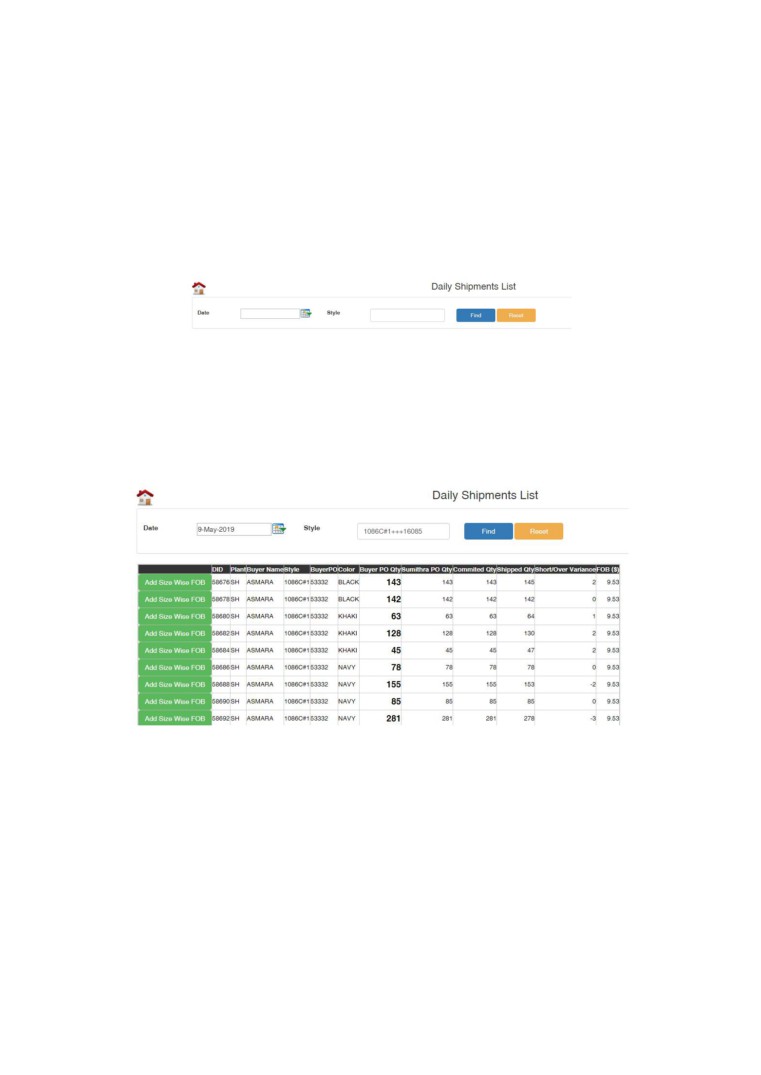 Daily Shipments List
Date Style Find Reset
Daily Shipments List
Date 9-May-2019 Style 1086C#1+++16085 Find Reset
DID Plant Buyer Name Style BuyerPO Color Buyer PO Qty Sumithra PO Qty Commited Qty Shipped Qty Short/Over Variance FOB ($)
Add Size Wise FOB 58676 SH ASMARA 1086C#1 53332 BLACK 143 143 143 145 2 9.53
Add Size Wise FOB 58678 SH ASMARA 1086C#1 53332 BLACK 142 142 142 142 0 9.53
Add Size Wise FOB 58680 SH ASMARA 1086C#1 53332 KHAKI 63 63 63 64 1 9.53
Add Size Wise FOB 58682 SH ASMARA 1086C#1 53332 KHAKI 128 128 128 130 2 9.53
Add Size Wise FOB 58684 SH ASMARA 1086C#1 53332 KHAKI 45 45 45 47 2 9.53
Add Size Wise FOB 58686 SH ASMARA 1086C#1 53332 NAVY 78 78 78 78 0 9.53
Add Size Wise FOB 58688 SH ASMARA 1086C#1 53332 NAVY 155 155 155 153 -2 9.53
Add Size Wise FOB 58690 SH ASMARA 1086C#1 53332 NAVY 85 85 85 85 0 9.53
Add Size Wise FOB 58692 SH ASMARA 1086C#1 53332 NAVY 281 281 281 278 -3 9.53